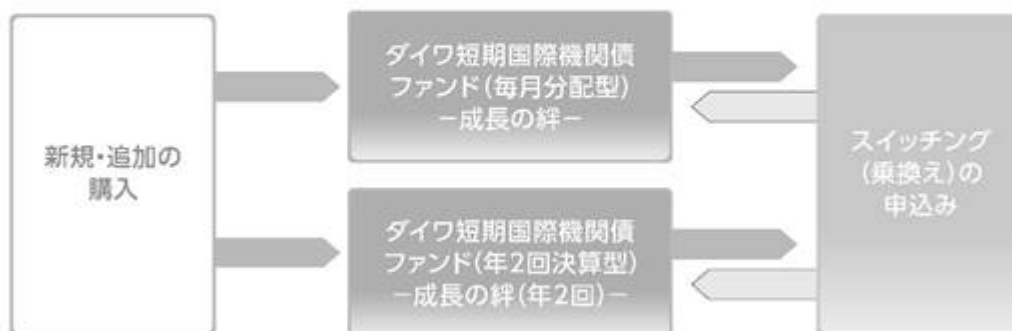 新規・追加の
購入
ダイワ短期国際機関債
ファンド(毎月分配型)
－成長の絆－
ダイワ短期国際機関債
ファンド(年2回決算型)
－成長の絆(年2回)－
スイッチング
(乗換え)の
申込み